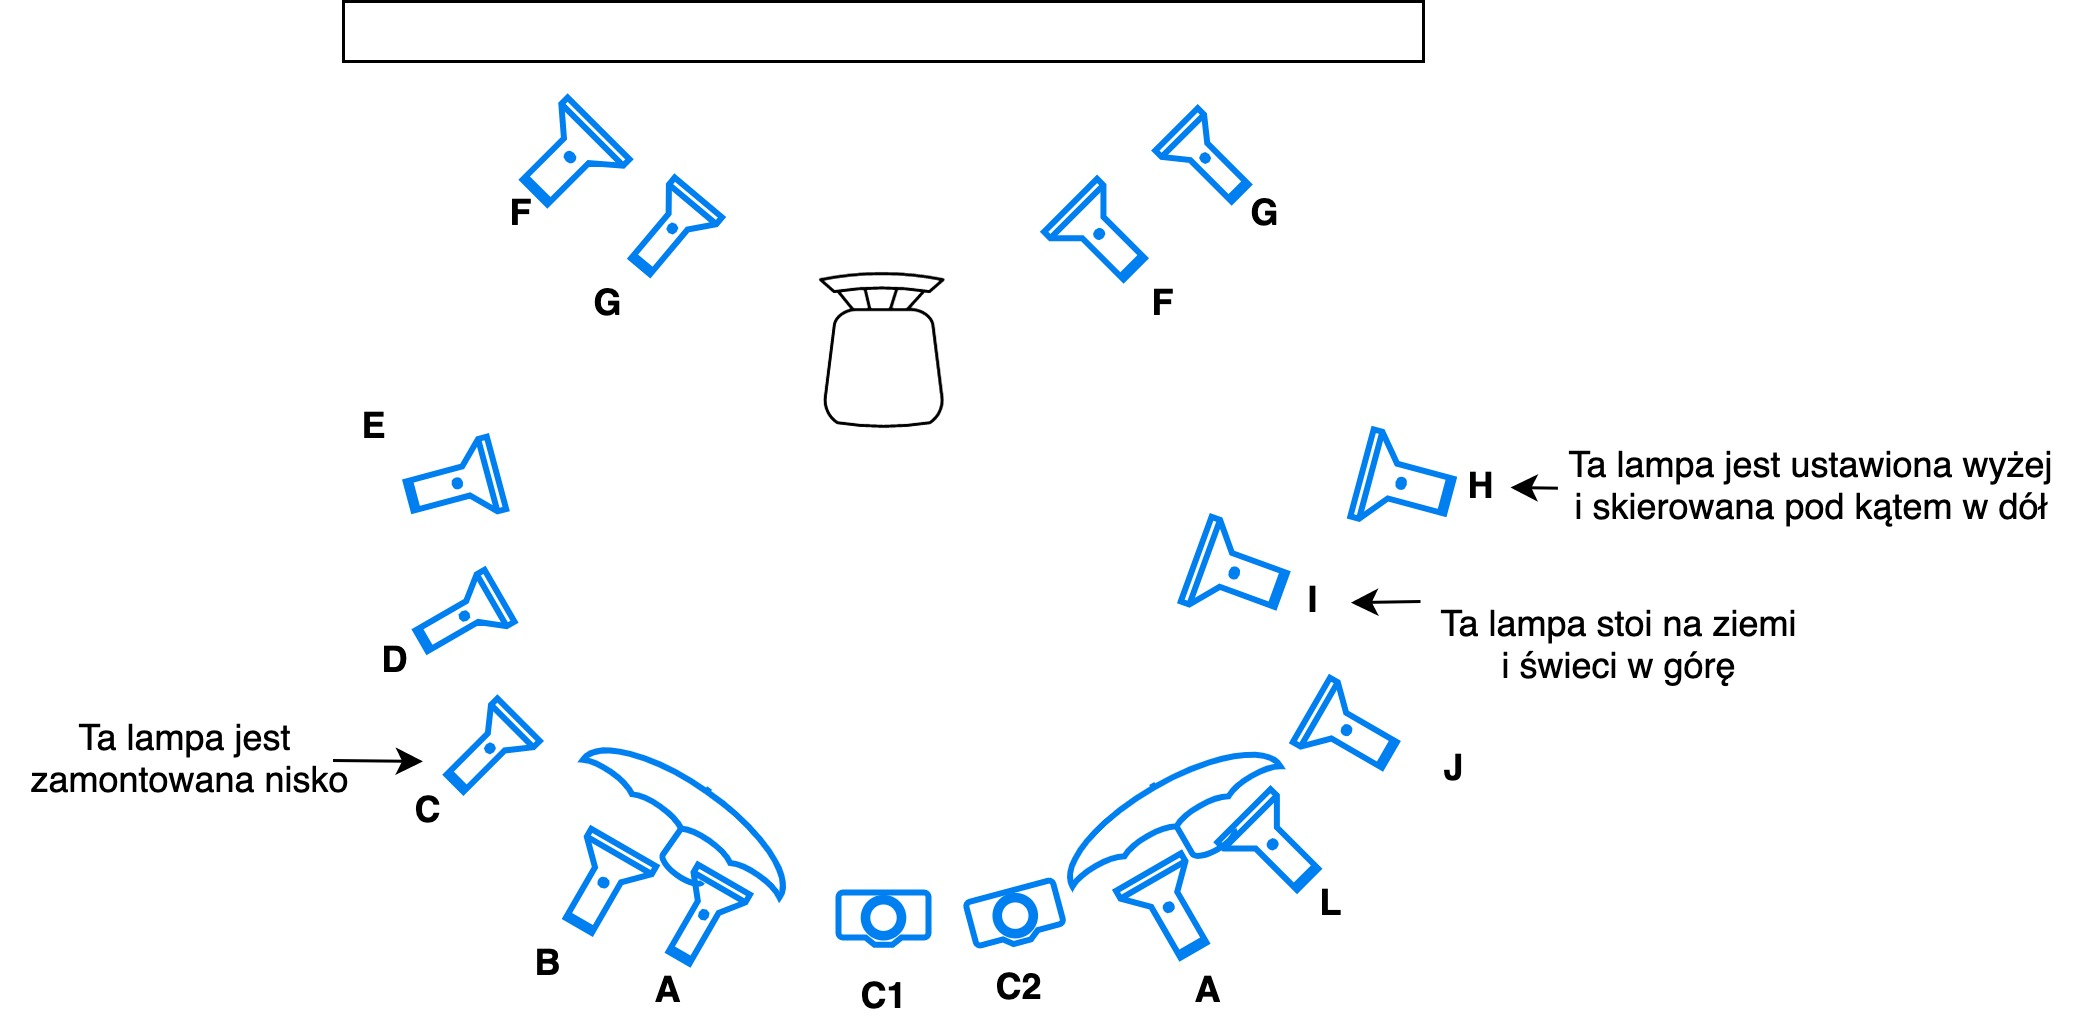 F
G
G
F
E
H
Ta lampa jest ustawiona wyżej
i skierowana pod kątem w dół
I
Ta lampa stoi na ziemi
i świeci w górę
D
Ta lampa jest
zamontowana nisko
C
J
L
B
A
C1
C2
A